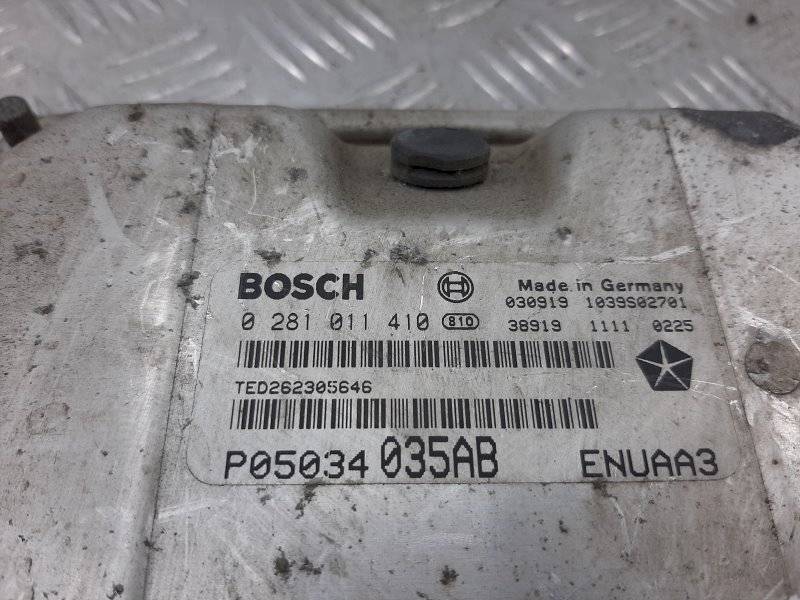 BOSCH
Made in Germany
030919 1039S02701
0 281 011 410 810
38919 1111 0225
TED262305646
P05034 035AB ENUAA3